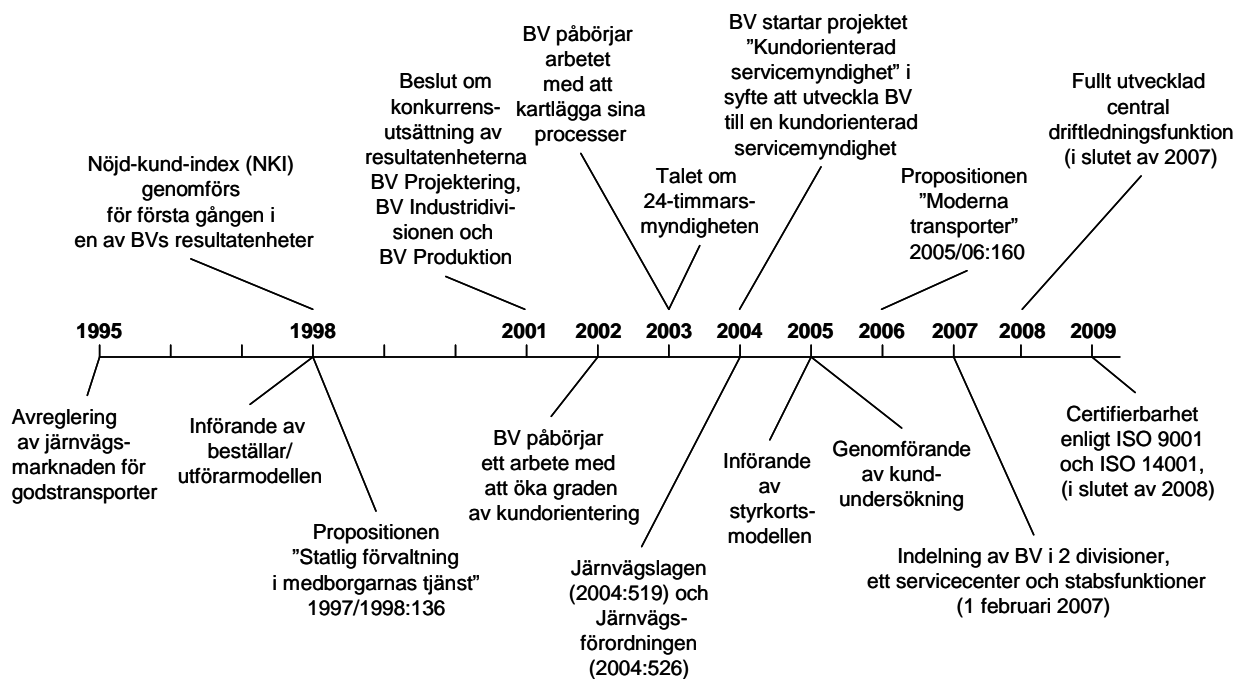 BV påbörjar
arbetet
med att
kartlägga sina
processer
BV startar projektet
”Kundorienterad
servicemyndighet” i
syfte att utveckla BV
till en kundorienterad
servicemyndighet
Beslut om
konkurrens-
utsättning av
resultatenheterna
BV Projektering,
BV Industridivi-
sionen och
BV Produktion
Fullt utvecklad
central
driftledningsfunktion
(i slutet av 2007)
Nöjd-kund-index (NKI)
genomförs
för första gången i
en av BVs resultatenheter
Talet om
24-timmars-
myndigheten
Propositionen
”Moderna
transporter”
2005/06:160
1995 1998 2001 2002 2003 2004 2005 2006 2007 2008 2009
Avreglering
av järnvägs-
marknaden för
godstransporter
Införande av
beställar/
utförarmodellen
Propositionen
”Statlig förvaltning
i medborgarnas tjänst”
1997/1998:136
BV påbörjar
ett arbete med
att öka graden
av kundorientering
Järnvägslagen
(2004:519) och
Järnvägs-
förordningen
(2004:526)
Införande
av
styrkorts-
modellen
Genomförande
av kund-
undersökning
Indelning av BV i 2 divisioner,
ett servicecenter och stabsfunktioner
(1 februari 2007)
Certifierbarhet
enligt ISO 9001
och ISO 14001,
(i slutet av 2008)